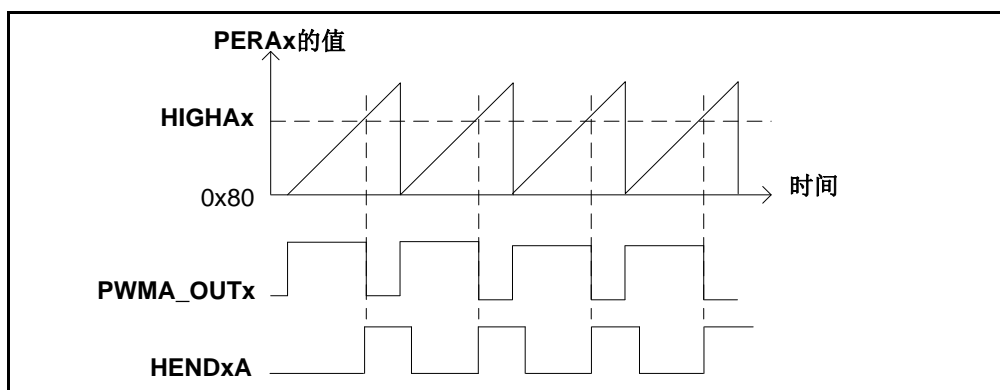 PERAx的值
HIGHAx
0x80
时间
PWMA_OUTx
HENDxA